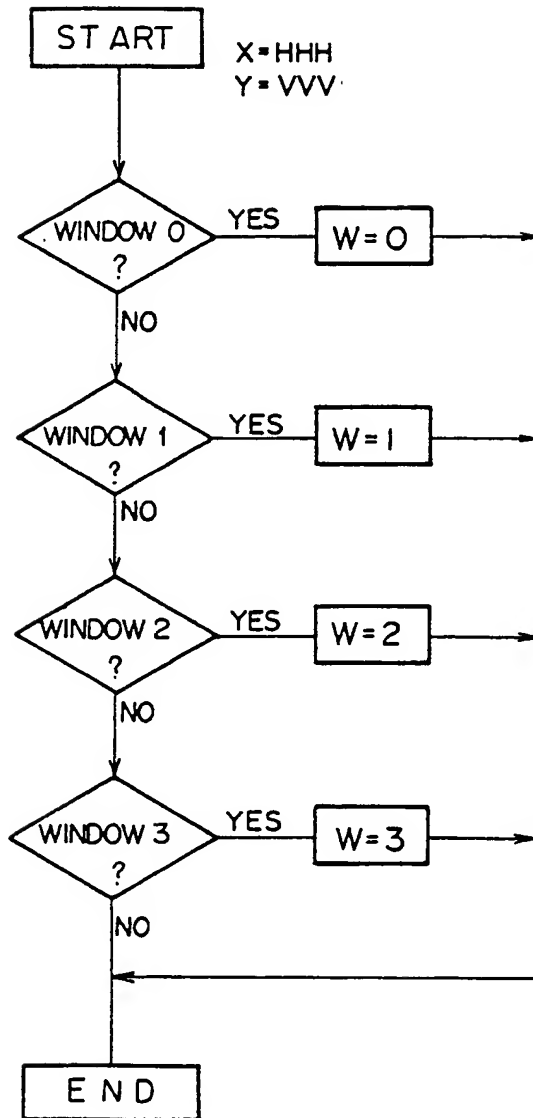 START
X=HHH
Y=VVV
WINDOW 0
?
YES
W=0
NO
WINDOW 1
?
YES
W=1
NO
WINDOW 2
?
YES
W=2
NO
WINDOW 3
?
YES
W=3
NO
END